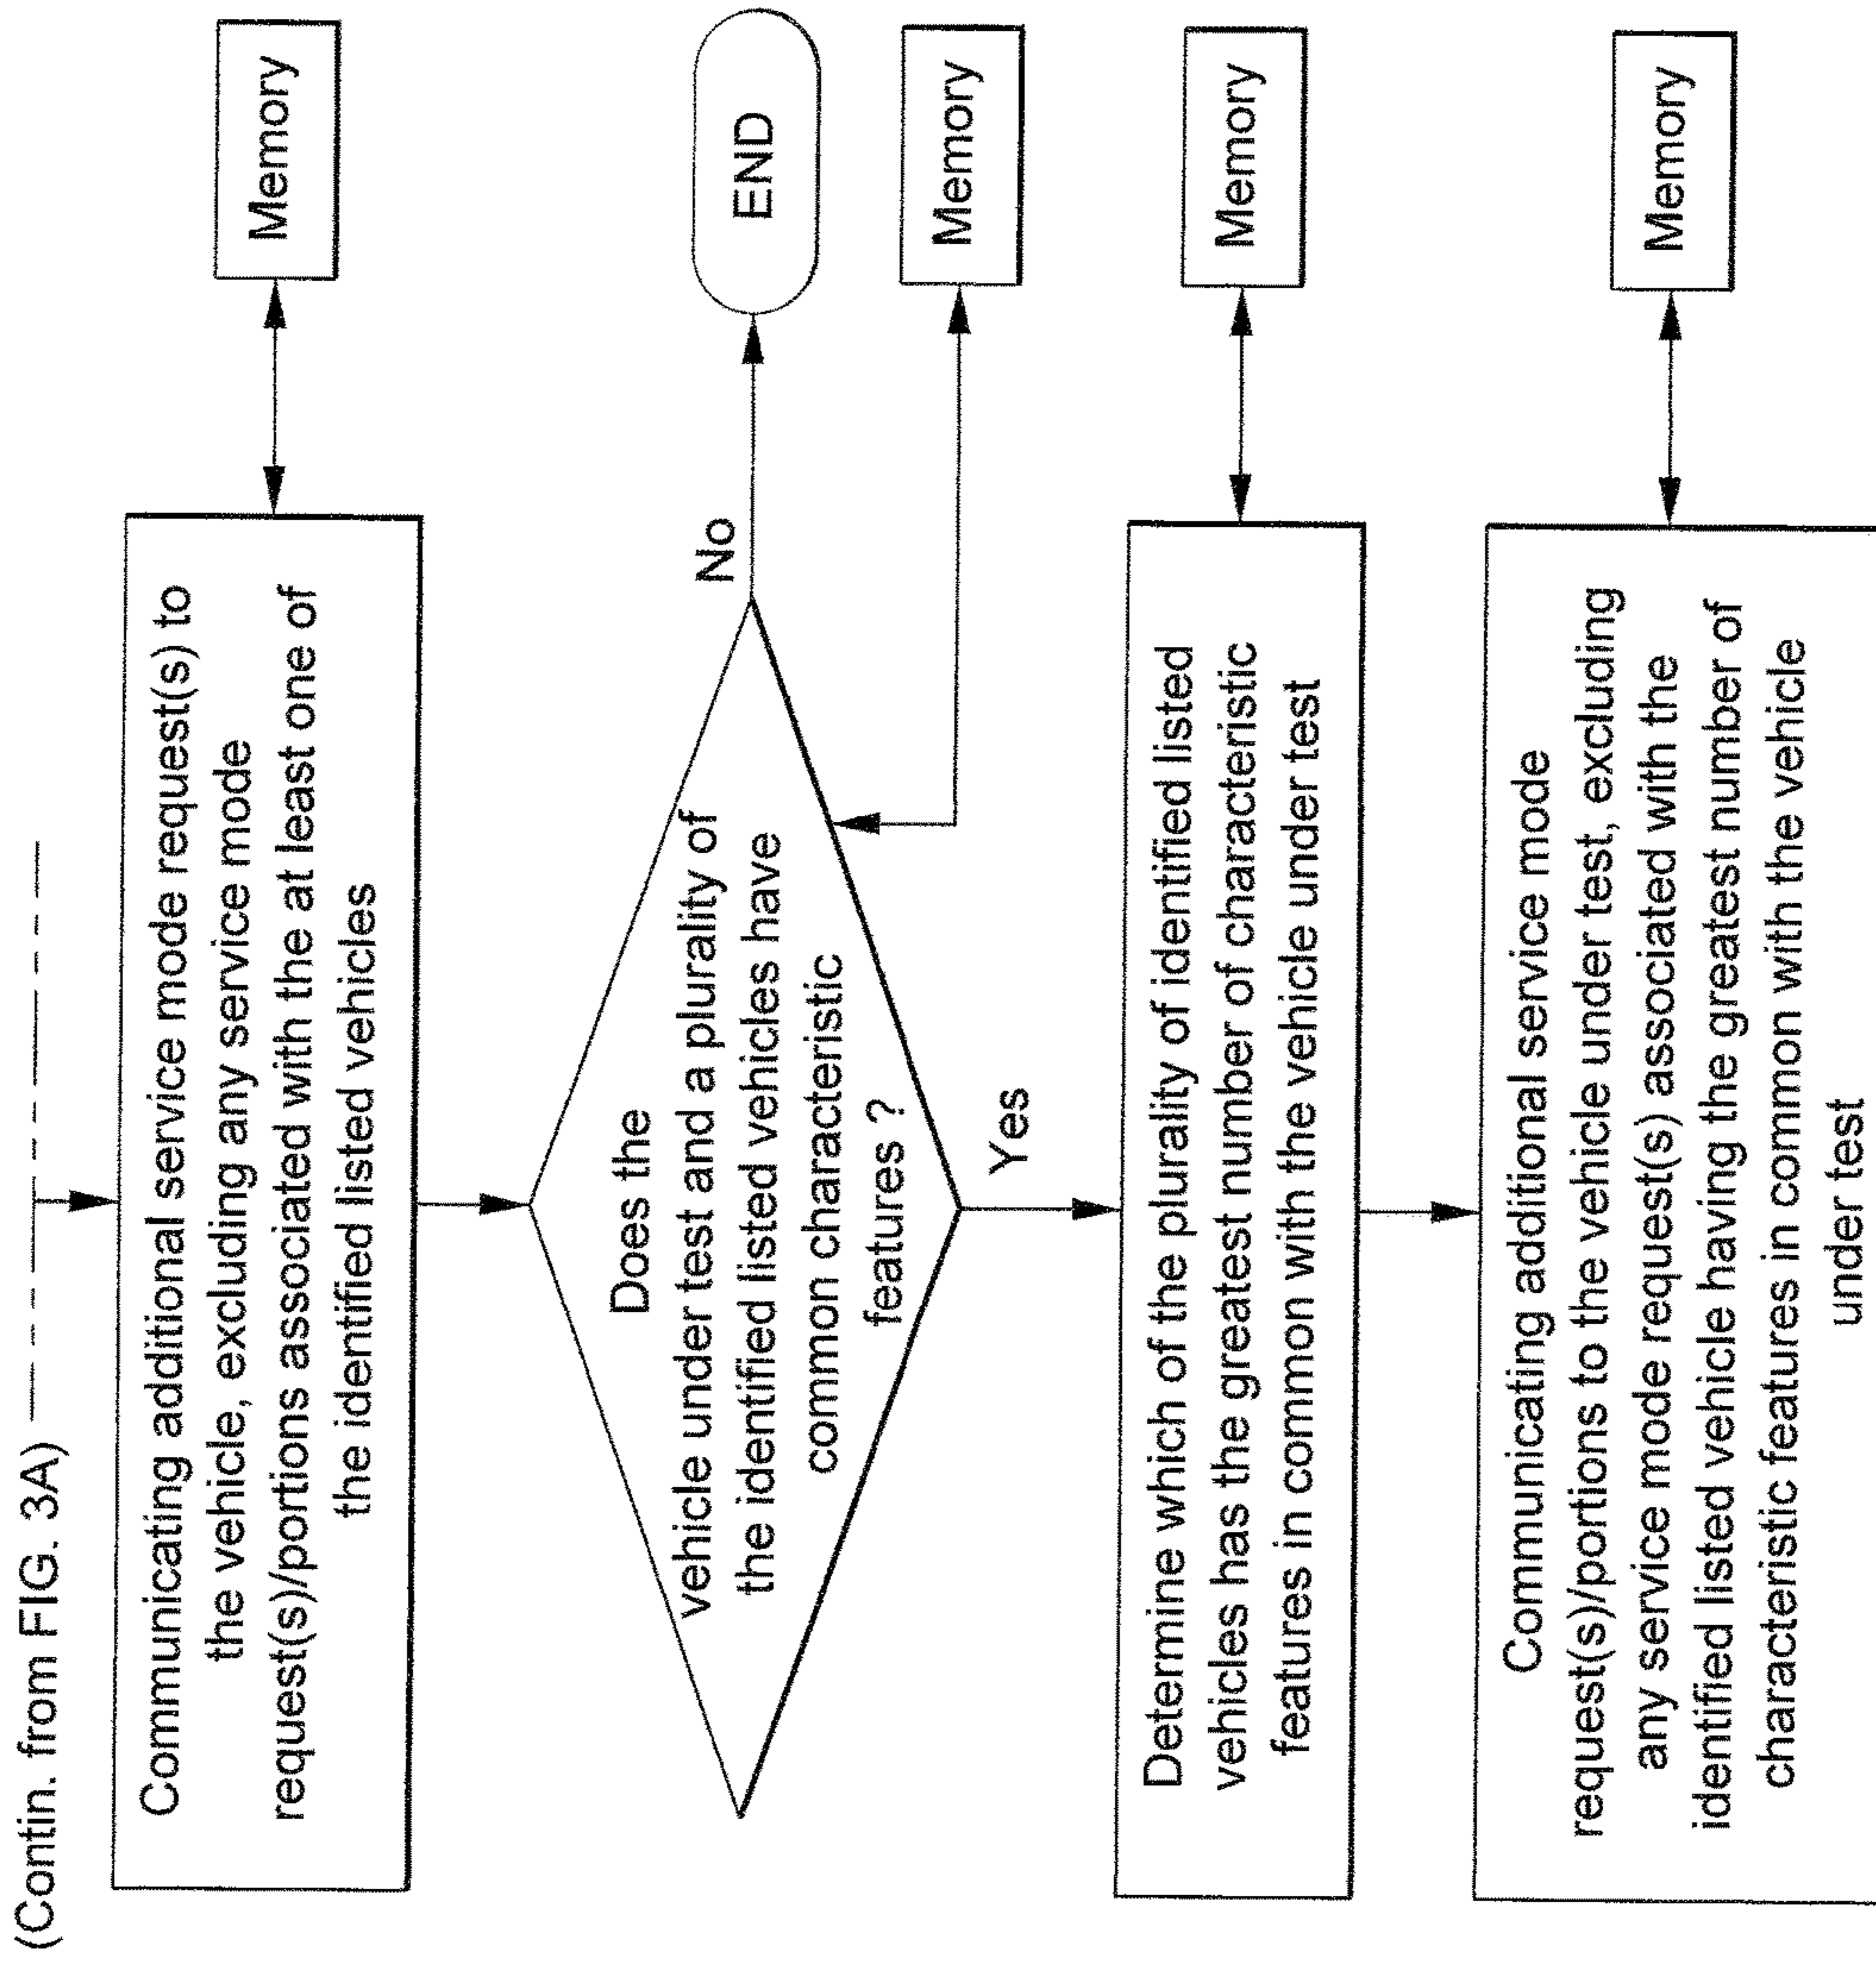 (Contin. from FIG. 3A)
Communicating additional service mode requests(s) to
the vehicle, excluding any service mode
request(s)/portions associated with the at least one of
the identified listed vehicles
Memory
Does the
vehicle under test and a plurality of
the identified listed vehicles have
common characteristic
features ?
No
END
Memory
Yes
Determine which of the plurality of identified listed
vehicles has the greatest number of characteristic
features in common with the vehicle under test
Memory
Communicating additional service mode
request(s)/portions to the vehicle under test, excluding
any service mode request(s) associated with the
identified listed vehicle having the greatest number of
characteristic features in common with the vehicle
under test
Memory